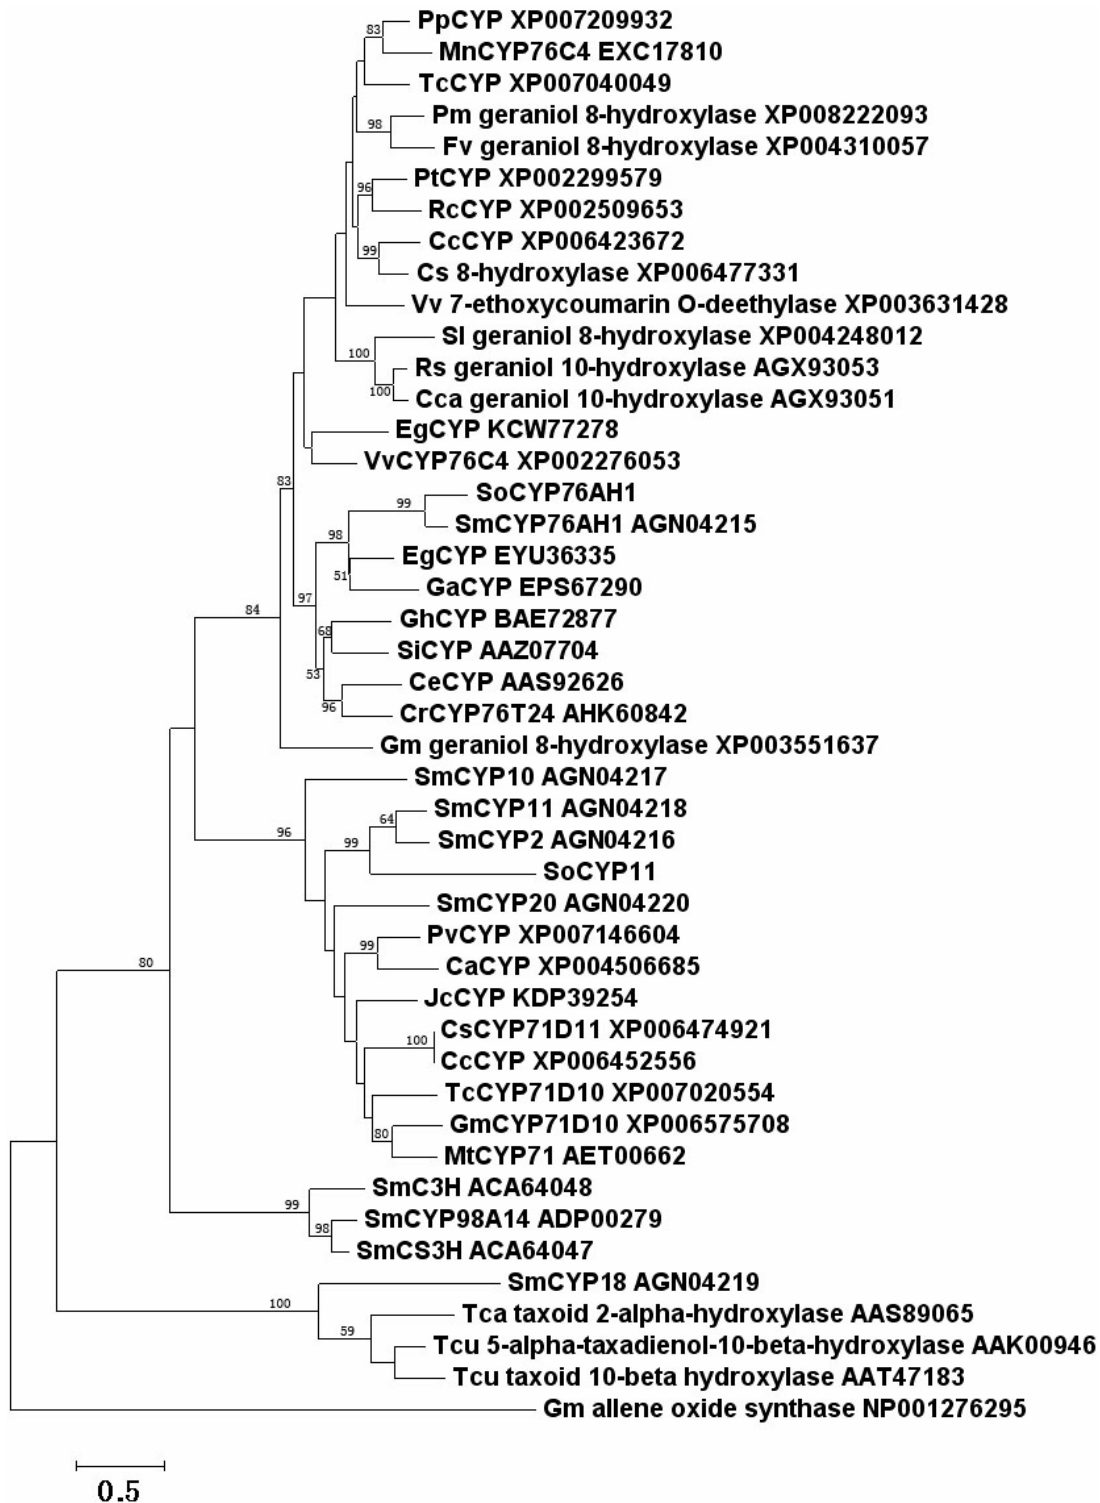 PpCYP XP007209932
83
MnCYP76C4 EXC17810
TcCYP XP007040049
Pm geraniol 8-hydroxylase XP008222093
98
Fv geraniol 8-hydroxylase XP004310057
PtCYP XP002299579
96
RcCYP XP002509653
CcCYP XP006423672
99
Cs 8-hydroxylase XP006477331
Vv 7-ethoxycoumarin O-deethylase XP003631428
Sl geraniol 8-hydroxylase XP004248012
100
Rs geraniol 10-hydroxylase AGX93053
100
Cca geraniol 10-hydroxylase AGX93051
EgCYP KCW77278
VvCYP76C4 XP002276053
83
SoCYP76AH1
99
SmCYP76AH1 AGN04215
98
EgCYP EYU36335
51
GaCYP EPS67290
97
84
GhCYP BAE72877
68
SiCYP AAZ07704
53
CeCYP AAS92626
96
CrCYP76T24 AHK60842
Gm geraniol 8-hydroxylase XP003551637
SmCYP10 AGN04217
SmCYP11 AGN04218
64
96
SmCYP2 AGN04216
99
SoCYP11
SmCYP20 AGN04220
PvCYP XP007146604
99
CaCYP XP004506685
80
JcCYP KDP39254
CsCYP71D11 XP006474921
100
CcCYP XP006452556
TcCYP71D10 XP007020554
GmCYP71D10 XP006575708
80
MtCYP71 AET00662
SmC3H ACA64048
99
SmCYP98A14 ADP00279
98
SmCS3H ACA64047
SmCYP18 AGN04219
100
Tca taxoid 2-alpha-hydroxylase AAS89065
59
Tcu 5-alpha-taxadienol-10-beta-hydroxylase AAK00946
Tcu taxoid 10-beta hydroxylase AAT47183
Gm allene oxide synthase NP001276295
0.5